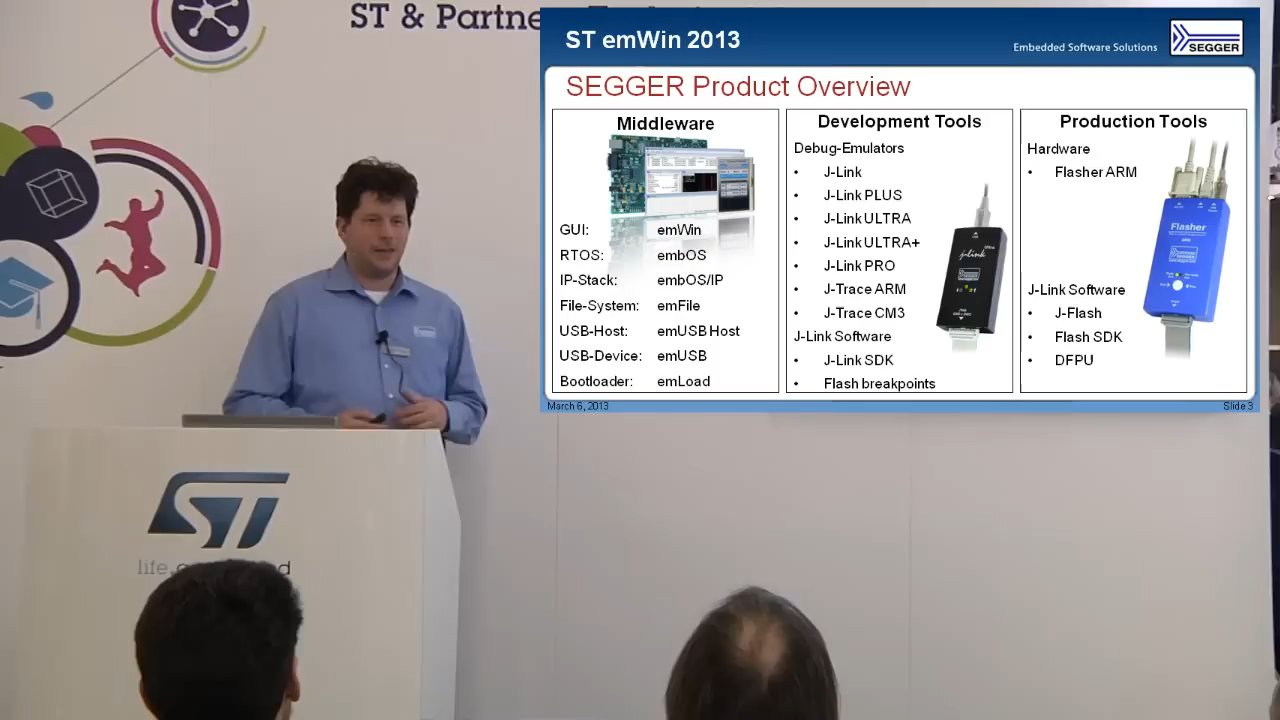 ST & Partne
ST emWin 2013
Embedded Software Solutions
SEGGER
SEGGER Product Overview
Middleware
GUI: emWin
RTOS: embOS
IP-Stack: embOS/IP
File-System: emFile
USB-Host: emUSB Host
USB-Device: emUSB
Bootloader: emLoad
Development Tools
Debug-Emulators
• J-Link
• J-Link PLUS
• J-Link ULTRA
• J-Link ULTRA+
• J-Link PRO
• J-Trace ARM
• J-Trace CM3
J-Link Software
• J-Link SDK
• Flash breakpoints
j-link
Production Tools
Hardware
• Flasher ARM
J-Link Software
• J-Flash
• Flash SDK
• DFPU
Flasher
March 6, 2013
Slide 3
ST
life.